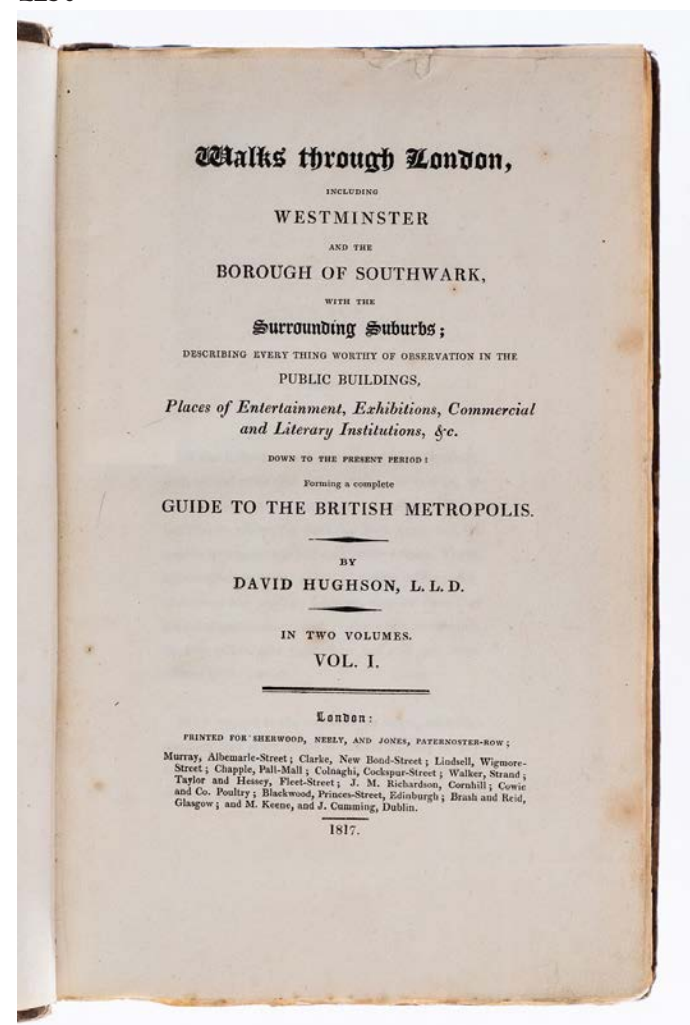 Walks through London,
INCLUDING
WESTMINSTER
AND THE
BOROUGH OF SOUTHWARK,
WITH THE
Surrounding Suburbs;
DESCRIBING EVERY THING WORTHY OF OBSERVATION IN THE
PUBLIC BUILDINGS,
Places of Entertainment, Exhibitions, Commercial
and Literary Institutions, &c.
DOWN TO THE PRESENT PERIOD:
Forming a complete
GUIDE TO THE BRITISH METROPOLIS.
BY
DAVID HUGHSON, L.L.D.
IN TWO VOLUMES.
VOL. I.
London:
PRINTED FOR SHERWOOD, NEELY, AND JONES, PATERNOSTER-ROW;
Murray, Albemarle-Street; Clarke, New Bond-Street; Lindsell, Wigmore-
Street; Chapple, Pall-Mall; Colnaghi, Cockspur-Street; Walker, Strand;
Taylor and Hessey, Fleet-Street; J. M. Richardson, Cornhill; Cowie
and Co. Poultry; Blackwood, Princes-Street, Edinburgh; Brash and Reid,
Glasgow; and M. Keene, and J. Cumming, Dublin.
1817.